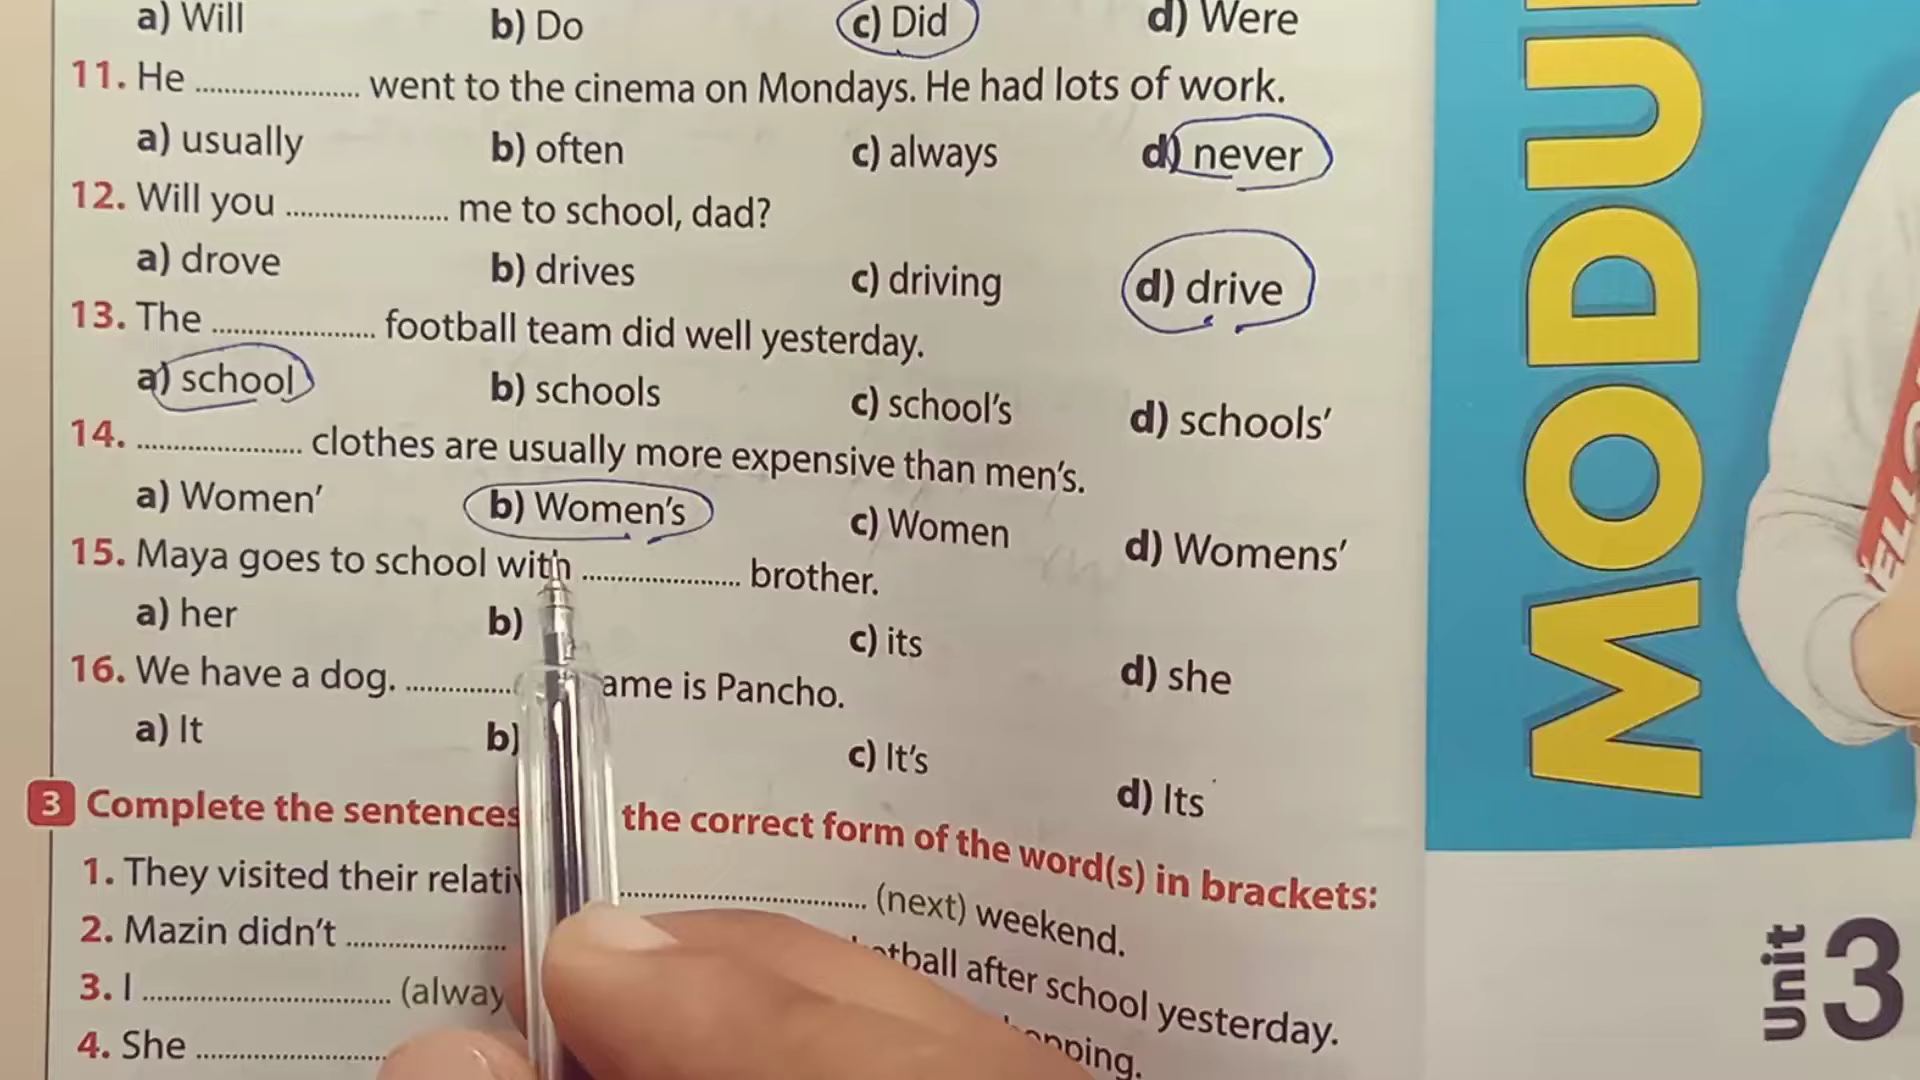 a) Will b) Do c) Did d) Were
11. He .................... went to the cinema on Mondays. He had lots of work.
a) usually b) often c) always d) never
12. Will you .................... me to school, dad?
a) drove b) drives c) driving d) drive
13. The .................... football team did well yesterday.
a) school b) schools c) school's d) schools'
14. .................... clothes are usually more expensive than men's.
a) Women' b) Women's c) Women d) Womens'
15. Maya goes to school with .................... brother.
a) her b) c) its d) she
16. We have a dog. ............. ame is Pancho.
a) It b) c) It's d) Its
3 Complete the sentences the correct form of the word(s) in brackets:
1. They visited their .............................. (next) weekend.
2. Mazin didn't .................... after school yesterday.
3. I .............................. 
4. She .......................
Unit 3